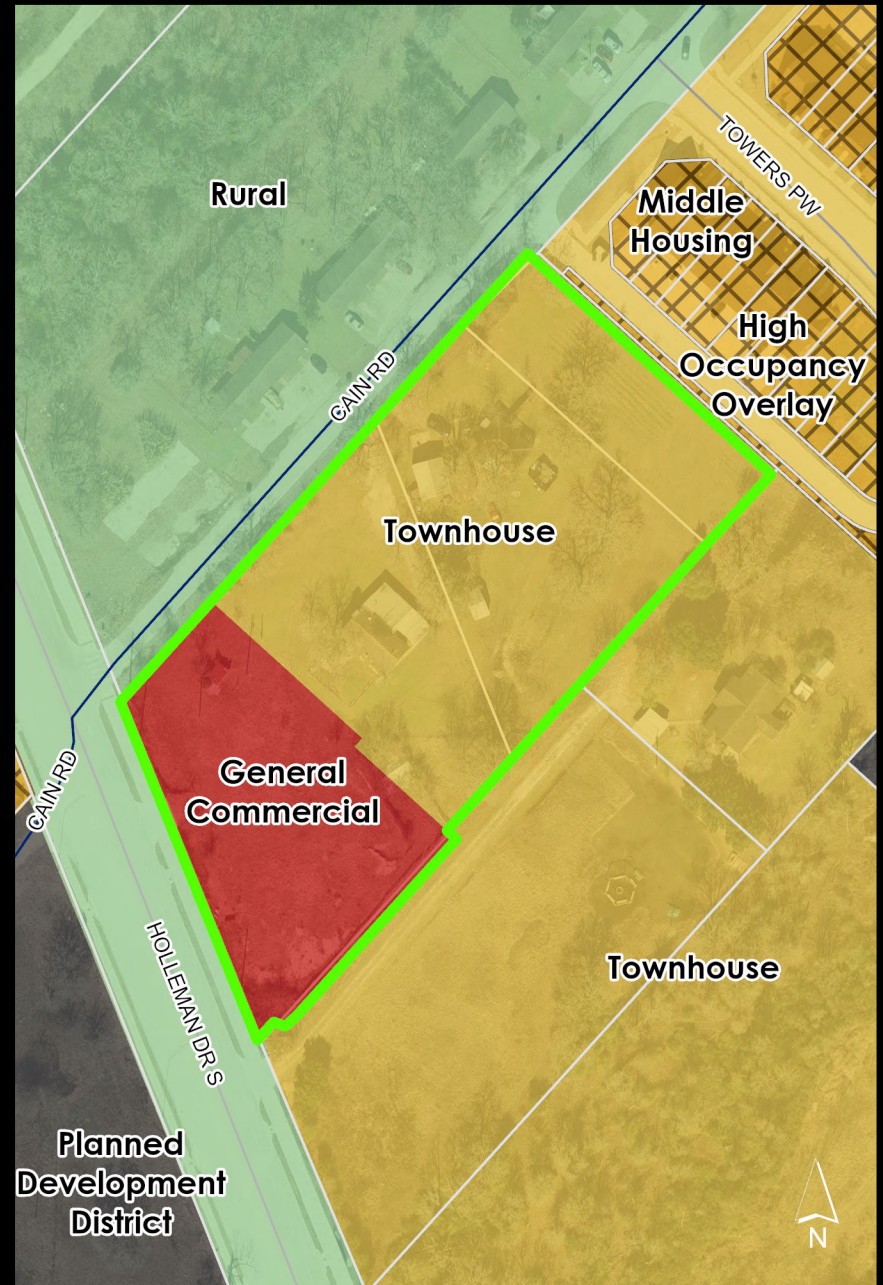 TOWERS PW
Rural
Middle
Housing
High
Occupancy
Overlay
CAIN RD
Townhouse
General
Commercial
CAIN RD
HOLLEMAN DR S
Townhouse
Planned
Development
District
N